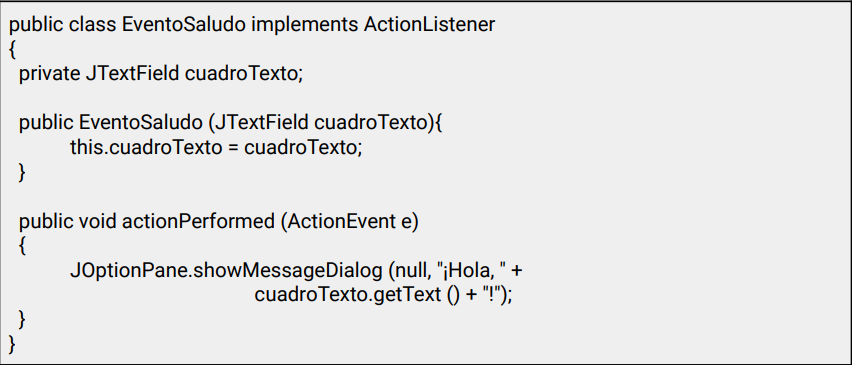 public class EventoSaludo implements ActionListener
{
private JTextField cuadroTexto;
public EventoSaludo (JTextField cuadroTexto){
this.cuadroTexto = cuadroTexto;
}
public void actionPerformed (ActionEvent e)
{
JOptionPane.showMessageDialog (null, "¡Hola, " +
cuadroTexto.getText () + "!");
}
}